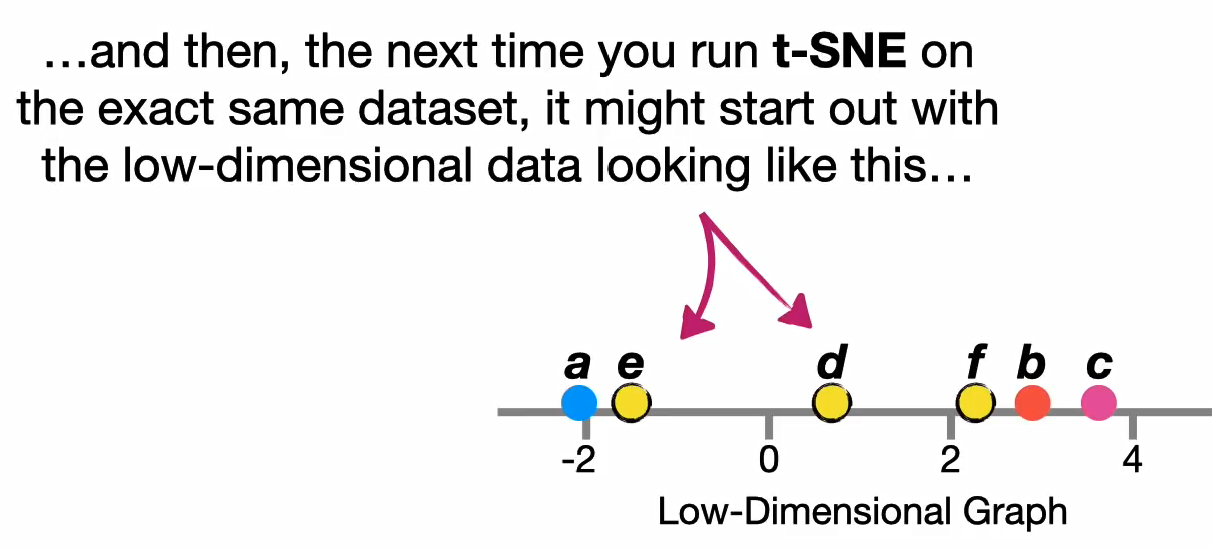 ...and then, the next time you run t-SNE on
the exact same dataset, it might start out with
the low-dimensional data looking like this...
a e d f b c
-2 0 2 4
Low-Dimensional Graph